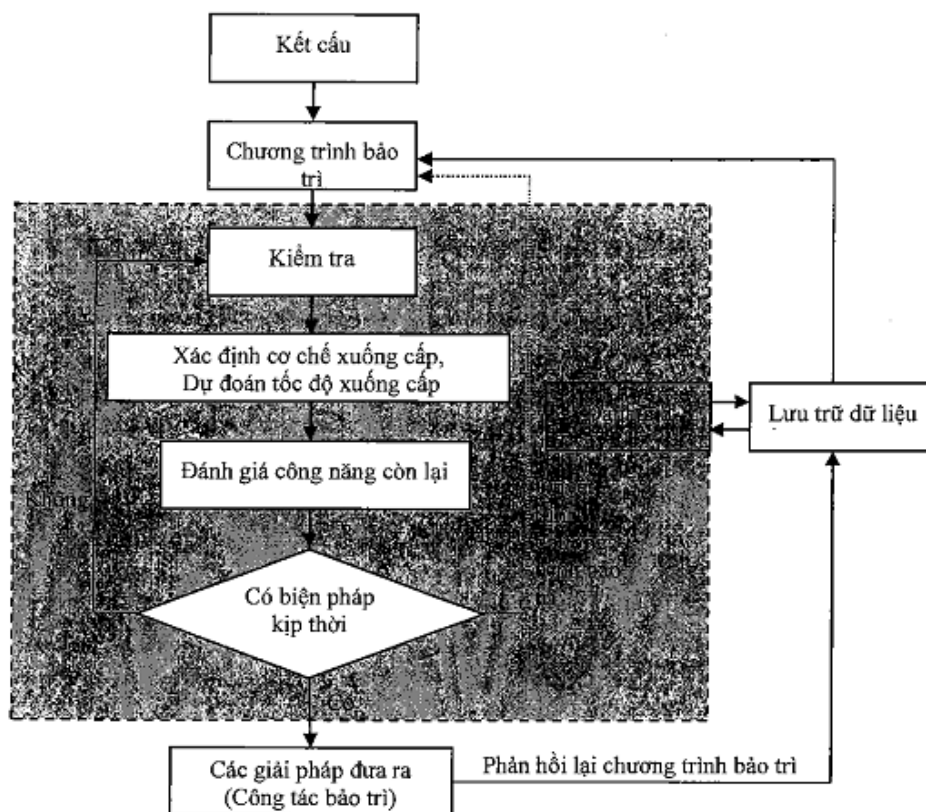 Kết cấu
Chương trình bảo
trì
Kiểm tra
Xác định cơ chế xuống cấp,
Dự đoán tốc độ xuống cấp
Lưu trữ dữ liệu
Đánh giá công năng còn lại
Không
Có biện pháp
kịp thời
Có
Các giải pháp đưa ra
(Công tác bảo trì)
Phản hồi lại chương trình bảo trì